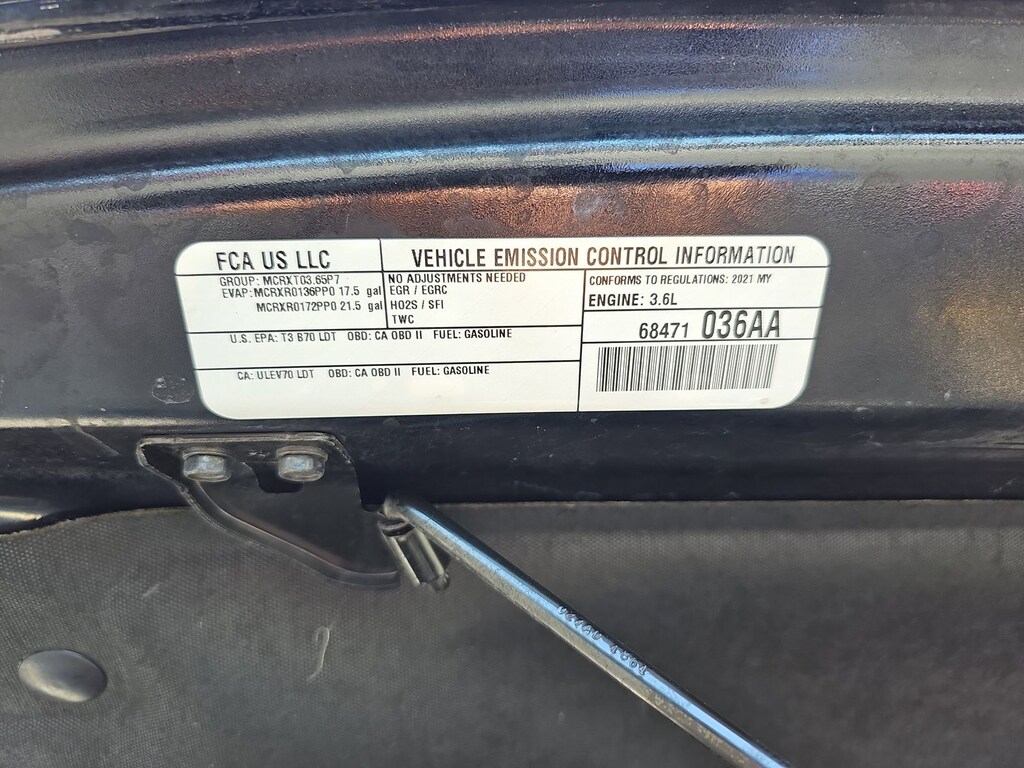 FCA US LLC
VEHICLE EMISSION CONTROL INFORMATION
GROUP: MCRXT03.65P7
EVAP: MCRXR0136PP0 17.5 gal
MCRXR0172PP0 21.5 gal
NO ADJUSTMENTS NEEDED
EGR / EGRC
HO2S / SFI
TWC
CONFORMS TO REGULATIONS: 2021 MY
ENGINE: 3.6L
68471 036AA
U.S. EPA: T3 B70 LDT OBD: CA OBD II FUEL: GASOLINE
CA: ULEV70 LDT OBD: CA OBD II FUEL: GASOLINE